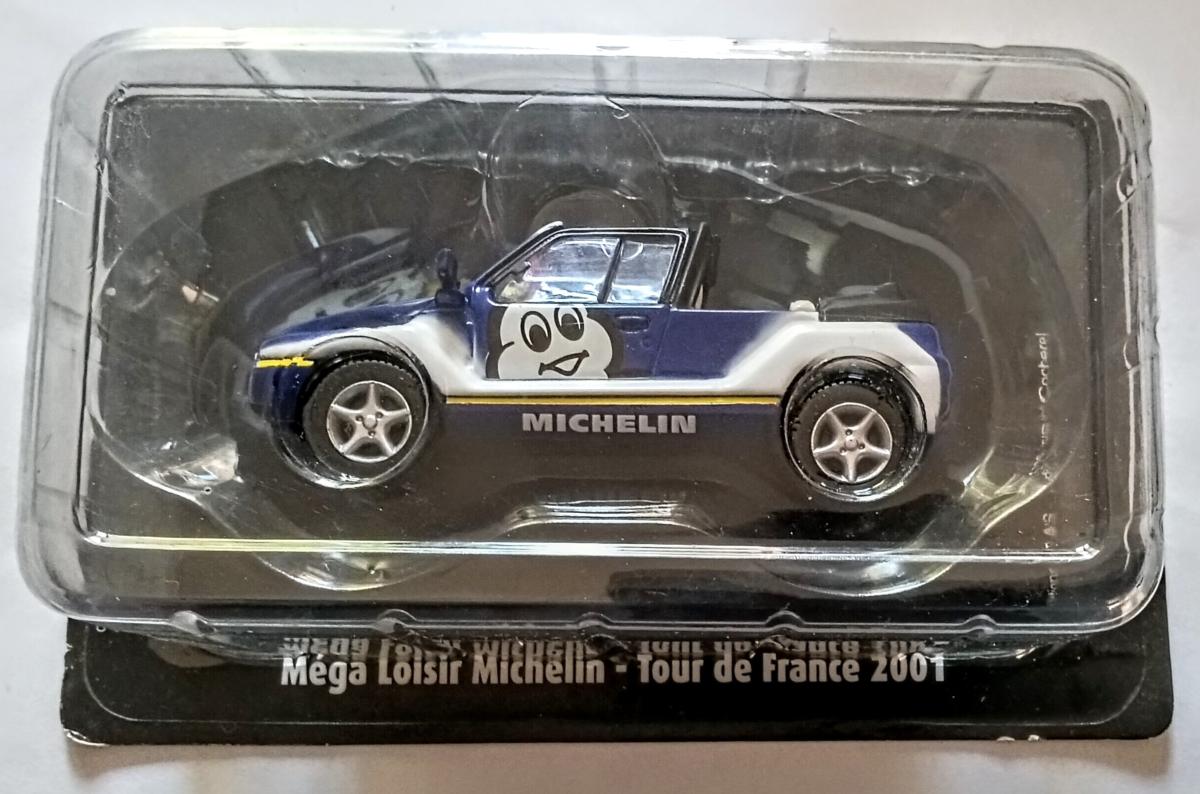 MICHELIN
Méga Loisir Michelin - Tour de France 2001